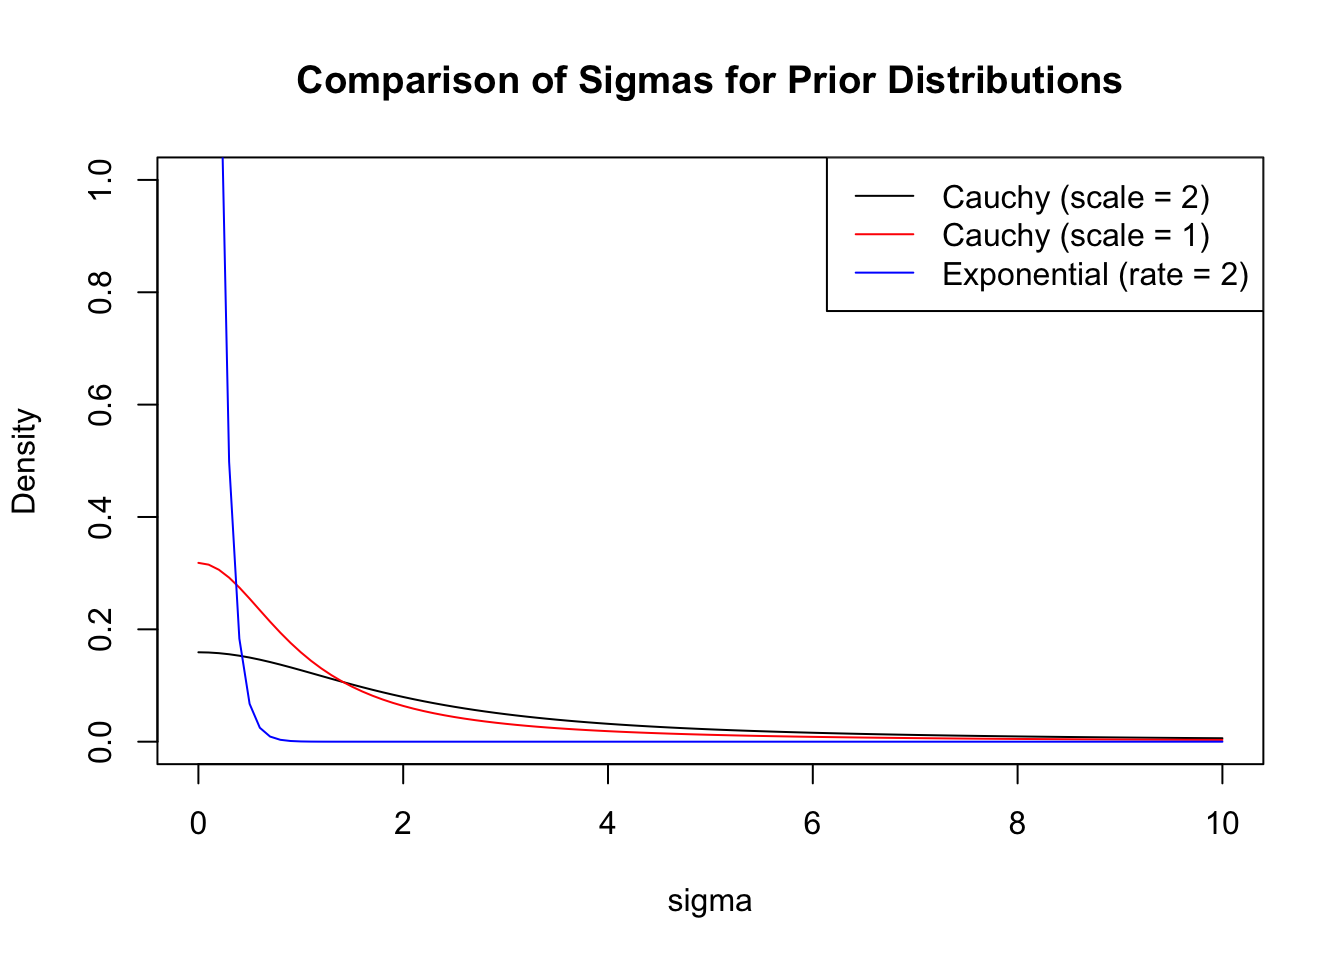 Comparison of Sigmas for Prior Distributions
Cauchy (scale = 2)
Cauchy (scale = 1)
Exponential (rate = 2)
Density
1.0
0.8
0.6
0.4
0.2
0.0
0 2 4 6 8 10
sigma